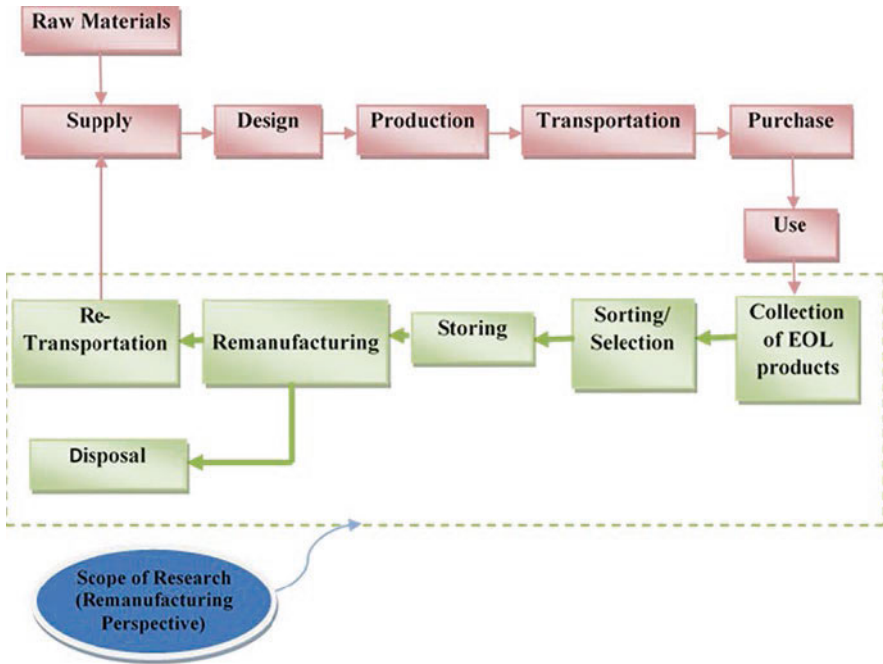 Raw Materials
Supply
Design
Production
Transportation
Purchase
Use
Re-
Transportation
Remanufacturing
Storing
Sorting/
Selection
Collection
of EOL
products
Disposal
Scope of Research
(Remanufacturing
Perspective)